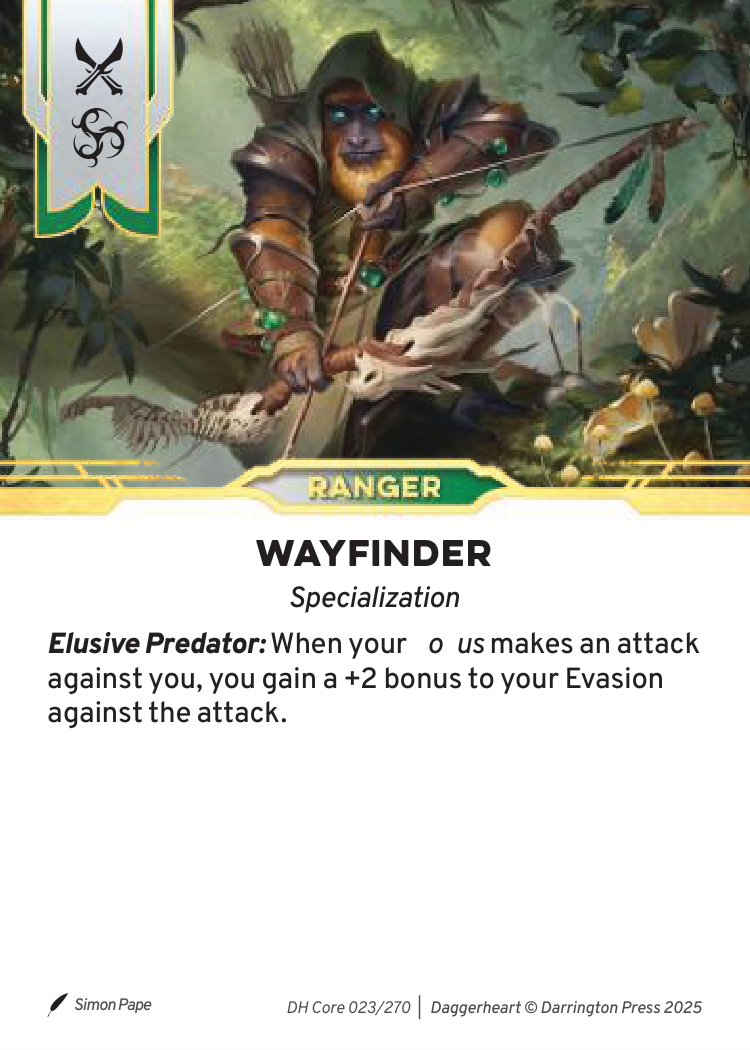 RANGER
WAYFINDER
Specialization
Elusive Predator: When your o us makes an attack
against you, you gain a +2 bonus to your Evasion
against the attack.
Simon Pape
DH Core 023/270 | Daggerheart © Darrington Press 2025